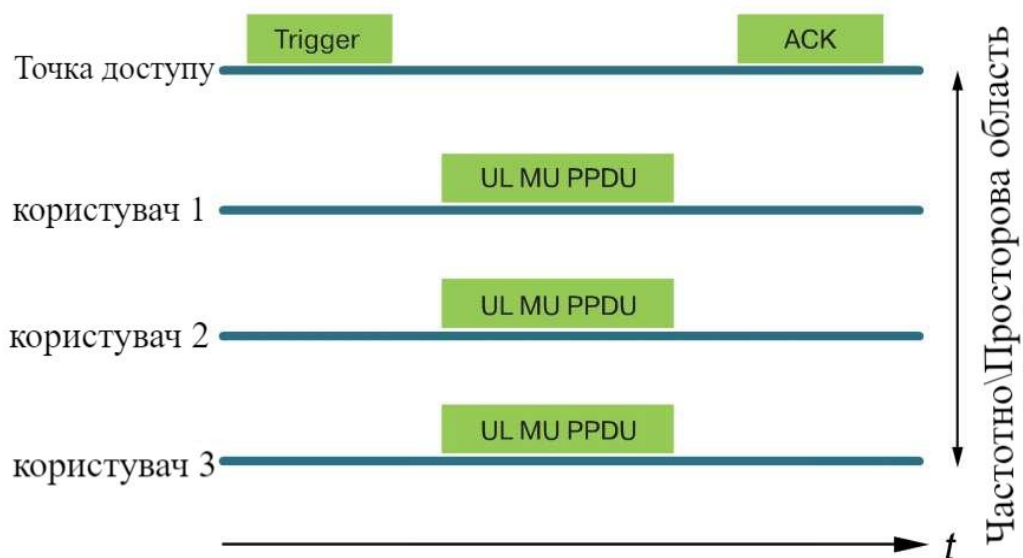 Trigger
ACK
Точка доступу
UL MU PPDU
користувач 1
UL MU PPDU
користувач 2
UL MU PPDU
користувач 3
t
Частотно\Просторова область